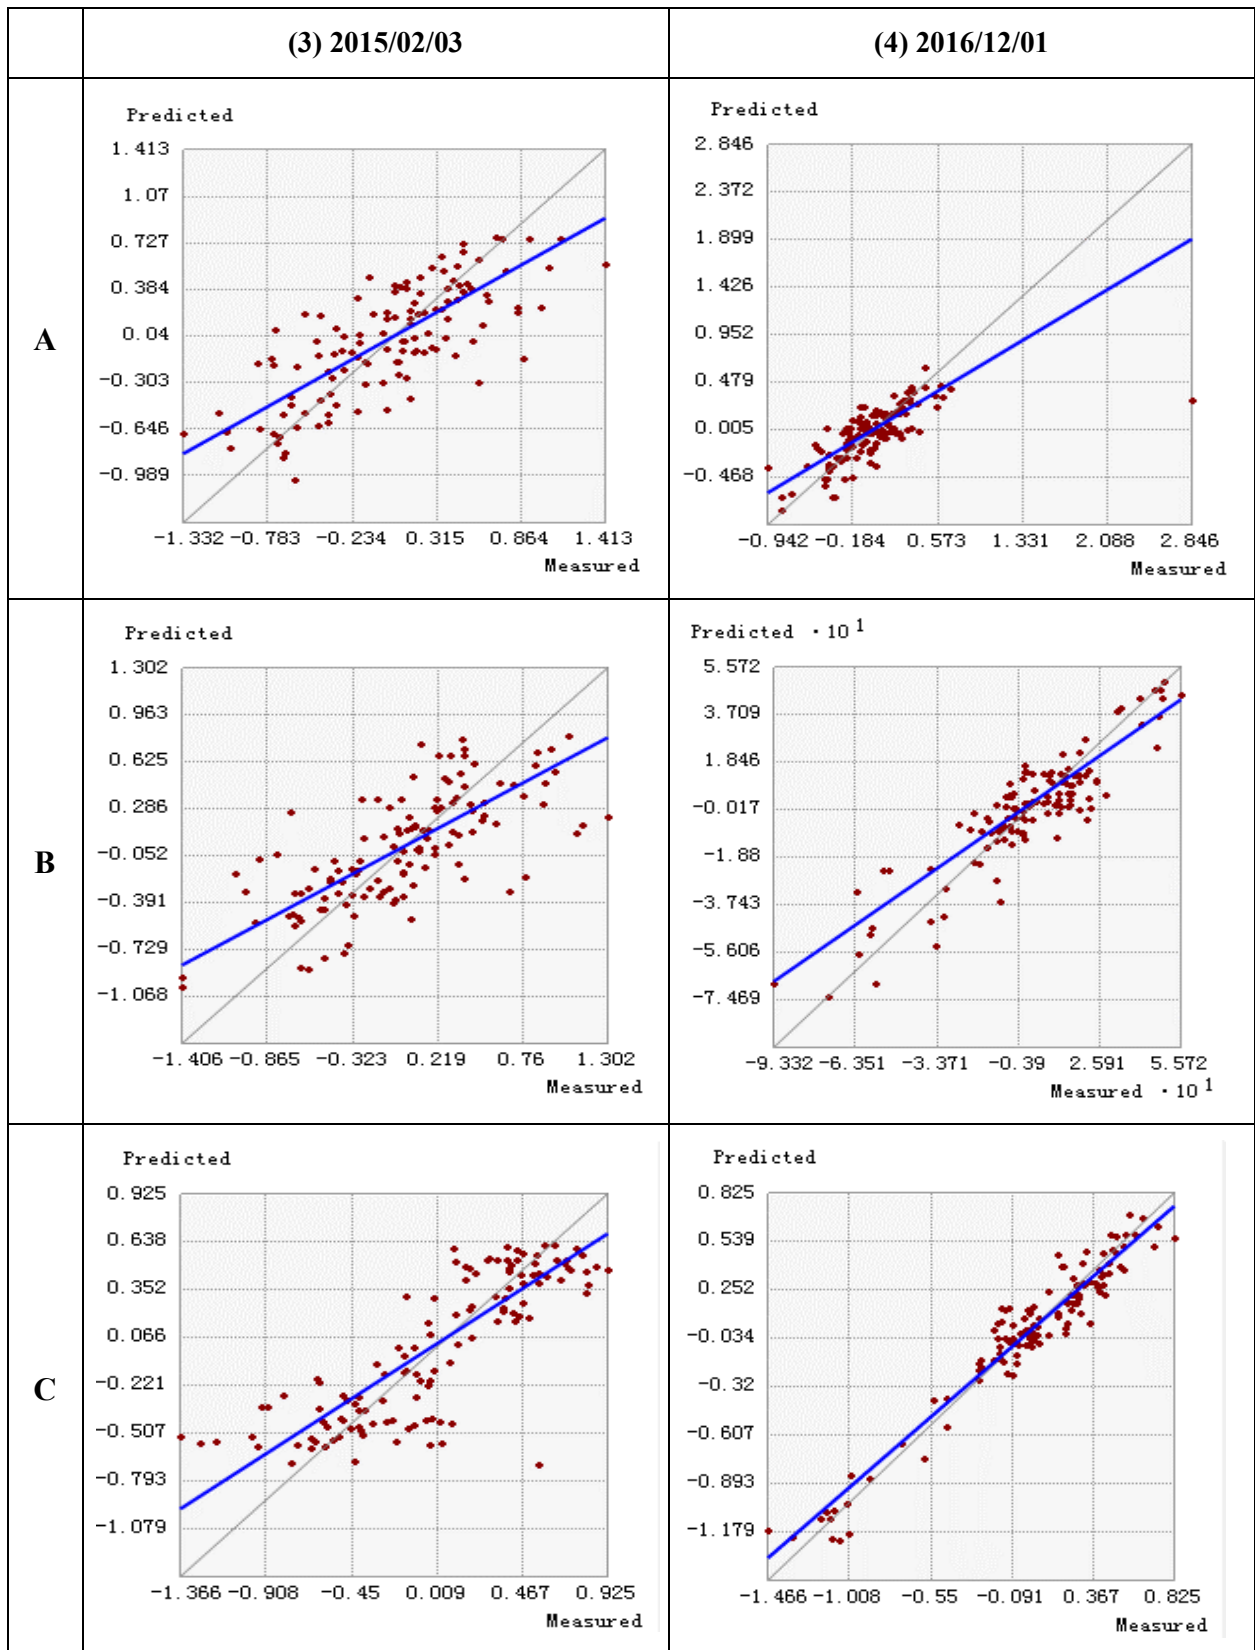 (3) 2015/02/03
(4) 2016/12/01
A
Predicted
1.413
1.07
0.727
0.384
0.04
-0.303
-0.646
-0.989
-1.332 -0.783 -0.234 0.315 0.864 1.413
Measured
Predicted
2.846
2.372
1.899
1.426
0.952
0.479
0.005
-0.468
-0.942 -0.184 0.573 1.331 2.088 2.846
Measured
B
Predicted
1.302
0.963
0.625
0.286
-0.052
-0.391
-0.729
-1.068
-1.406 -0.865 -0.323 0.219 0.76 1.302
Measured
Predicted · 10 1
5.572
3.709
1.846
-0.017
-1.88
-3.743
-5.606
-7.469
-9.332 -6.351 -3.371 -0.39 2.591 5.572
Measured · 10 1
C
Predicted
0.925
0.638
0.352
0.066
-0.221
-0.507
-0.793
-1.079
-1.366 -0.908 -0.45 0.009 0.467 0.925
Measured
Predicted
0.825
0.539
0.252
-0.034
-0.32
-0.607
-0.893
-1.179
-1.466 -1.008 -0.55 -0.091 0.367 0.825
Measured